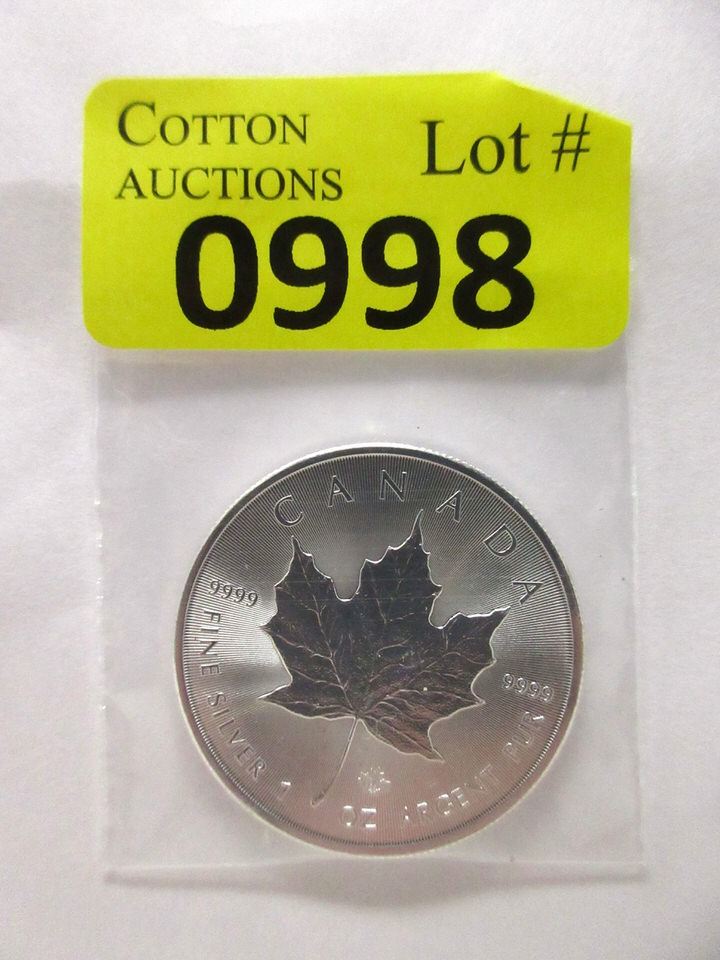 COTTON
AUCTIONS
Lot #
0998
CANADA
9999
9999
FINE SILVER 1 OZ ARGENT PUR